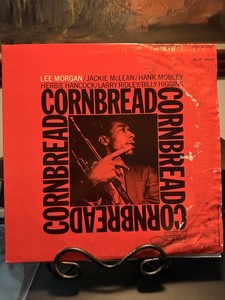 LEE MORGAN/JACKIE McLEAN/HANK MOBLEY
HERBIE HANCOCK/LARRY RIDLEY/BILLY HIGGINS
CORNBREAD
CORNBREAD
CORNBREAD
CORNBREAD